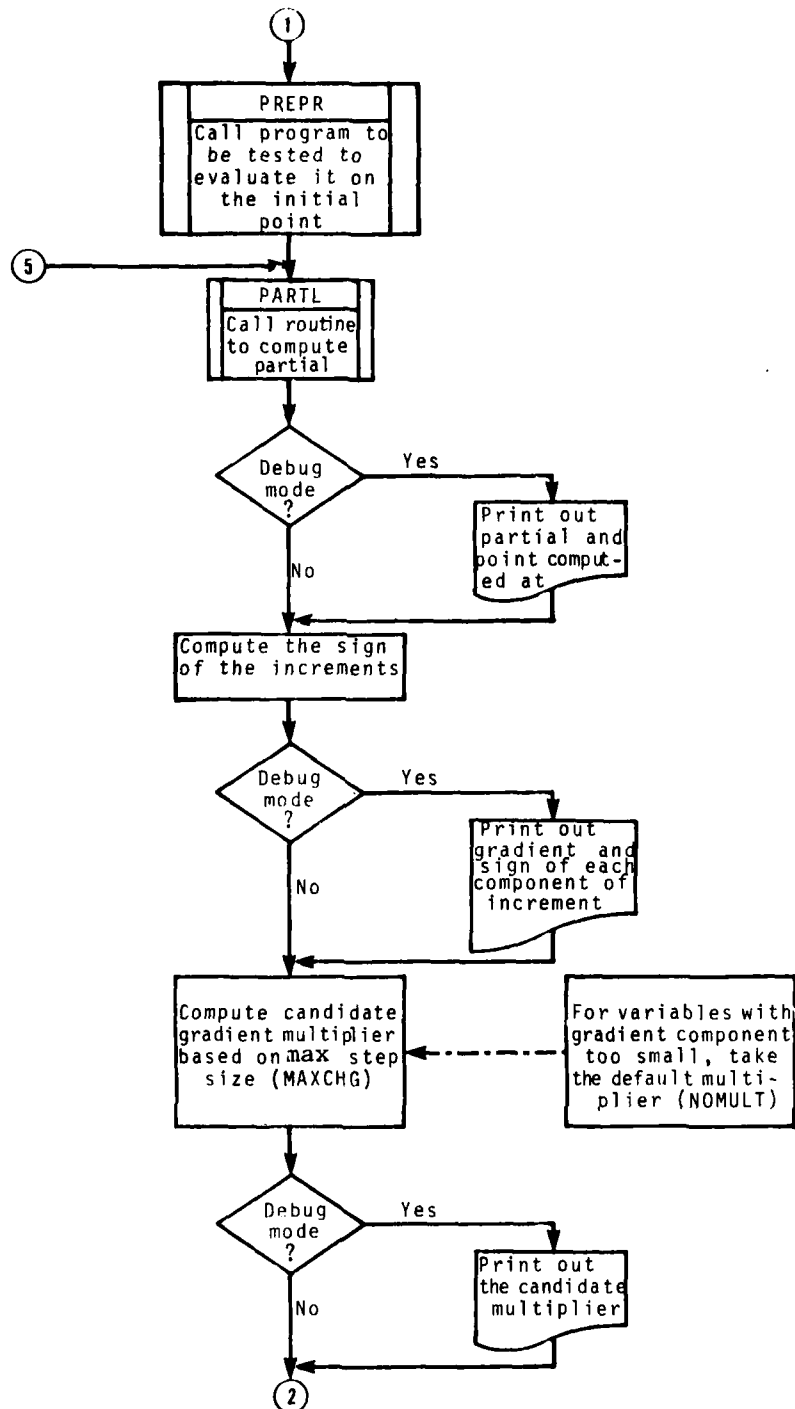 1
PREPR
Call program to
be tested to
evaluate it on
the initial
point
5
PARTL
Call routine
to compute
partial
Debug
mode
?
Yes
No
Print out
partial and
point comput-
ed at
Compute the sign
of the increments
Debug
mode
?
Yes
No
Print out
gradient and
sign of each
component of
increment
Compute candidate
gradient multiplier
based on max step
size (MAXCHG)
For variables with
gradient component
too small, take
the default multi-
plier (NOMULT)
Debug
mode
?
Yes
No
Print out
the candidate
multiplier
2